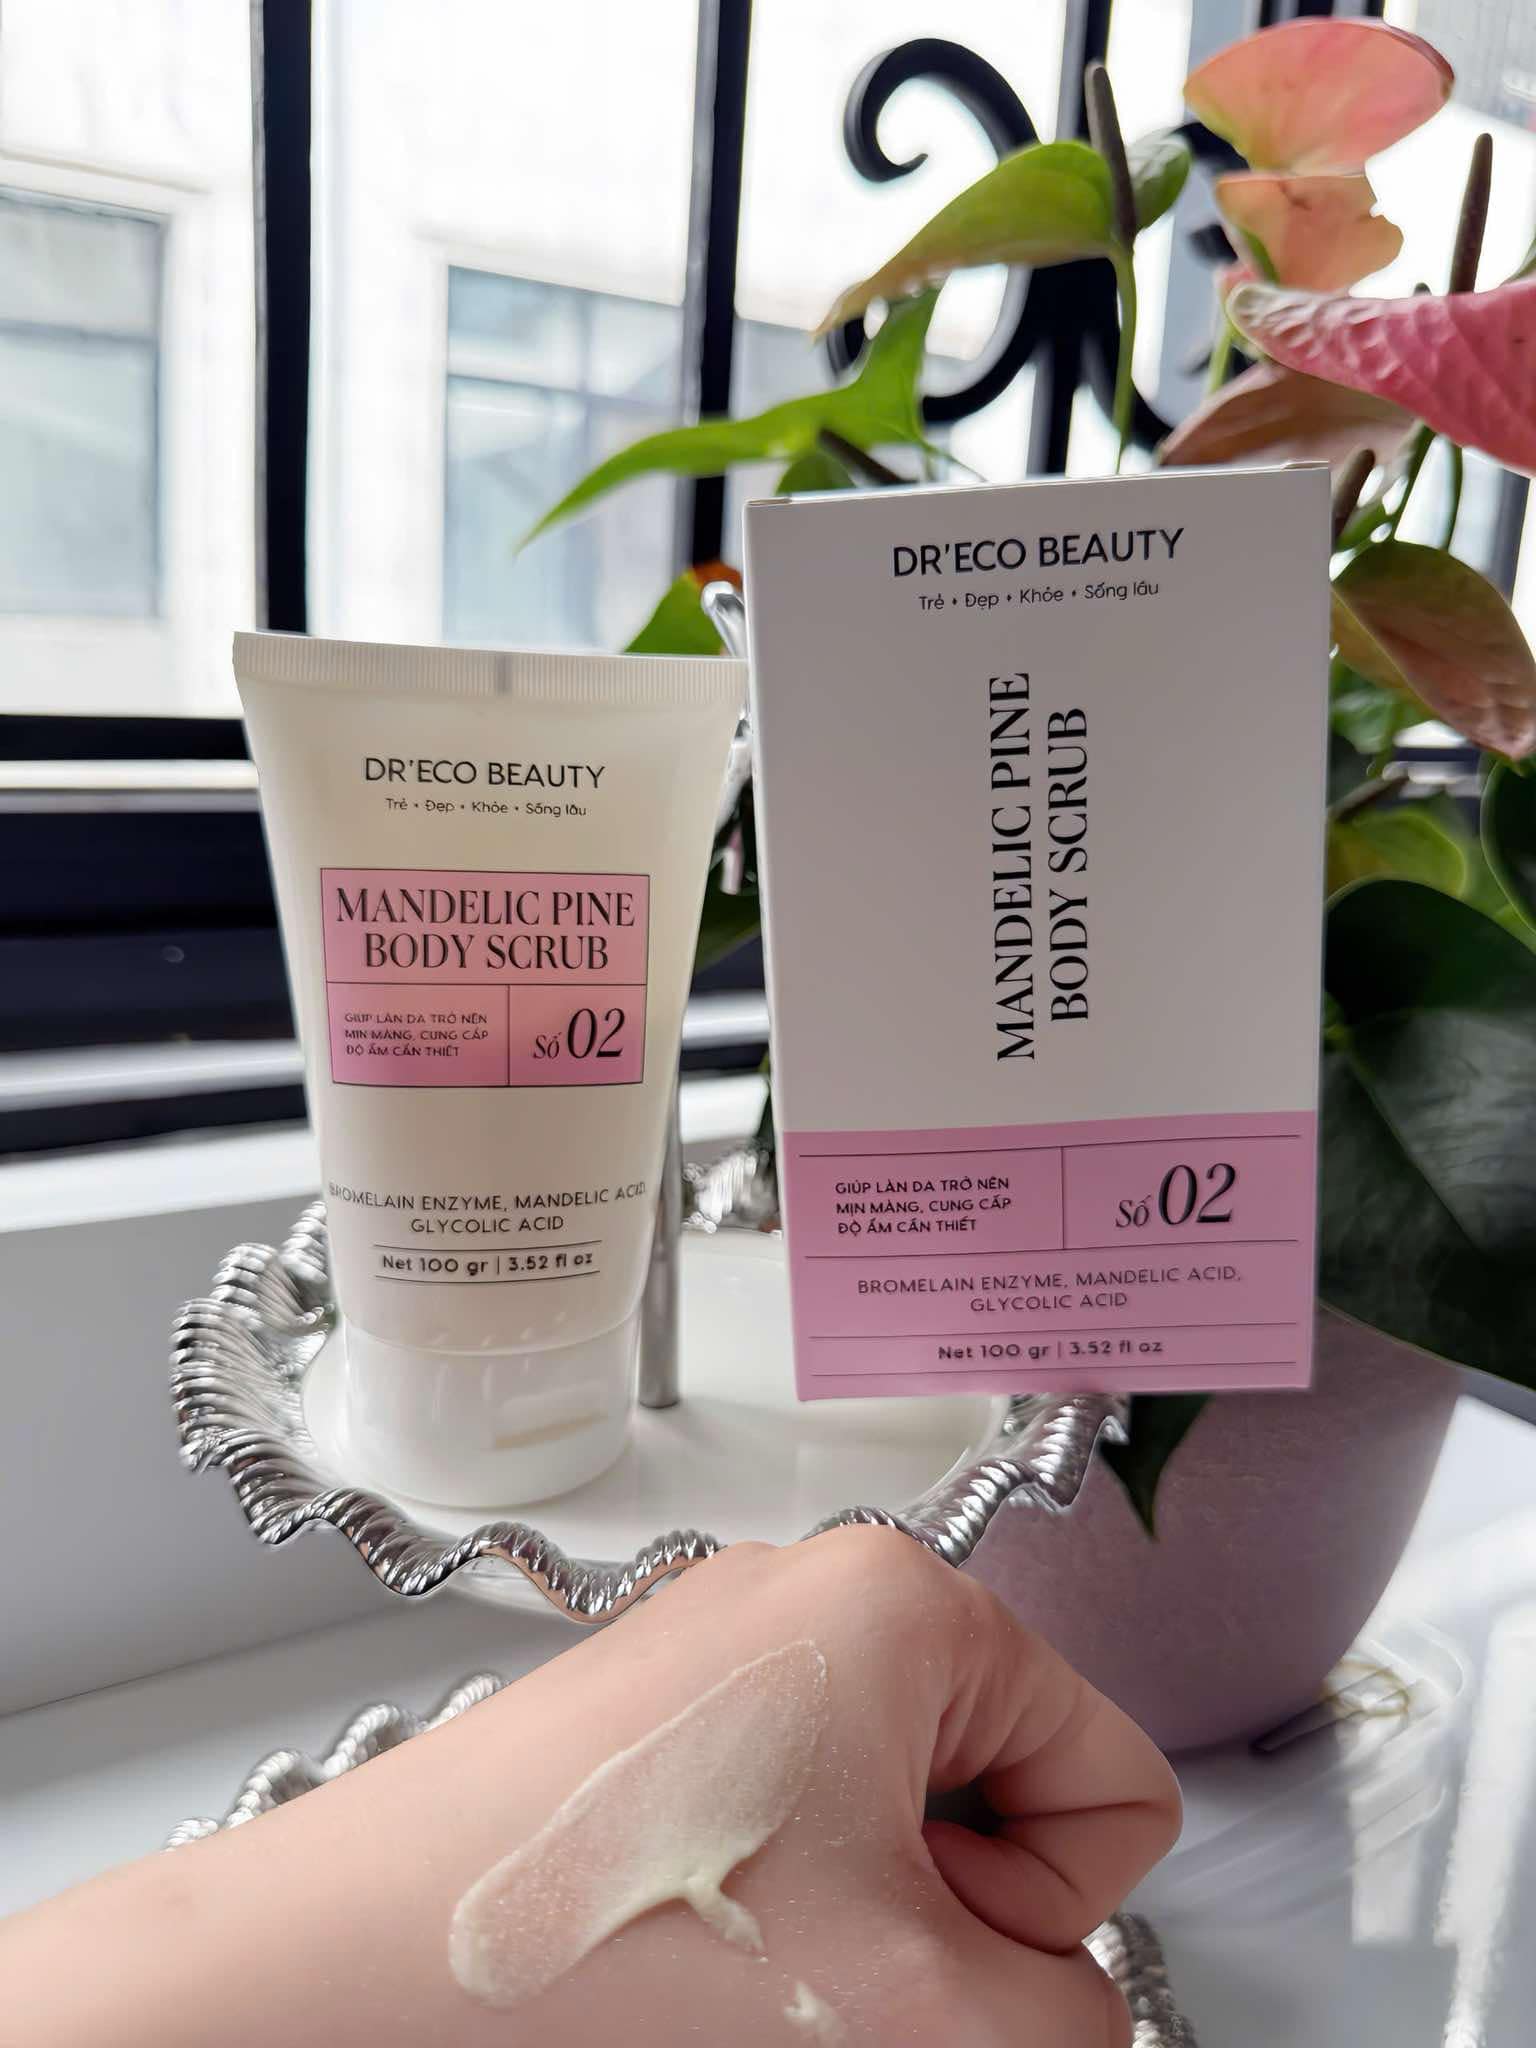 DR'ECO BEAUTY
Trẻ • Đẹp • Khỏe • Sống lâu
MANDELIC PINE
BODY SCRUB
GIÚP LÀN DA TRỞ NÊN
MỊN MÀNG, CUNG CẤP
ĐỘ ẨM CẦN THIẾT
Số 02
BROMELAIN ENZYME, MANDELIC ACID,
GLYCOLIC ACID
Net 100 gr | 3.52 fl oz
DR'ECO BEAUTY
Trẻ • Đẹp • Khỏe • Sống lâu
MANDELIC PINE
BODY SCRUB
GIÚP LÀN DA TRỞ NÊN
MỊN MÀNG, CUNG CẤP
ĐỘ ẨM CẦN THIẾT
Số 02
BROMELAIN ENZYME, MANDELIC ACID,
GLYCOLIC ACID
Net 100 gr | 3.52 fl oz